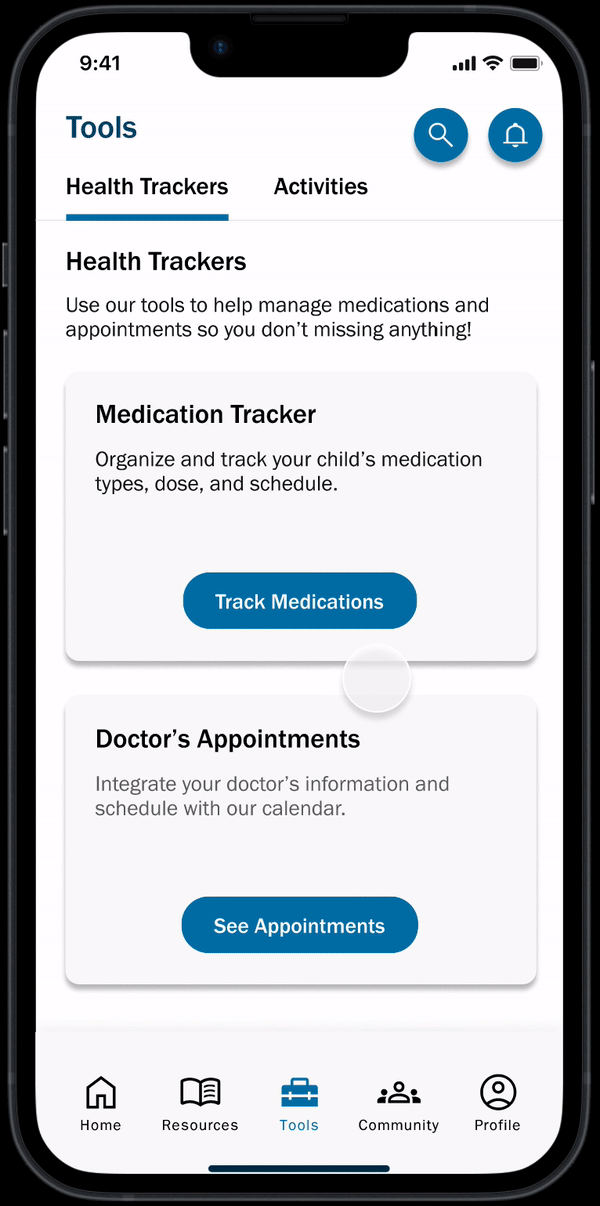 9:41
Tools
Health Trackers
Activities
Health Trackers
Use our tools to help manage medications and
appointments so you don’t missing anything!
Medication Tracker
Organize and track your child’s medication
types, dose, and schedule.
Track Medications
Doctor’s Appointments
Integrate your doctor’s information and
schedule with our calendar.
See Appointments
Home
Resources
Tools
Community
Profile